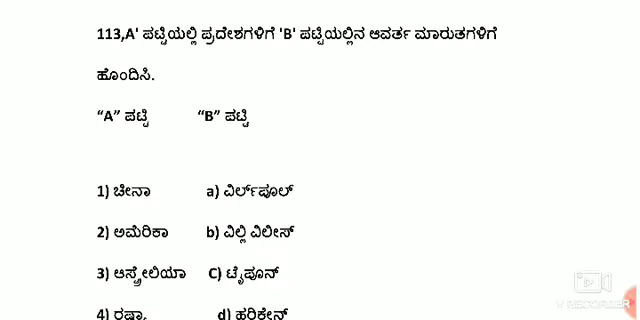 113,A' ಪಟ್ಟಿಯಲ್ಲಿ ಪ್ರದೇಶಗಳಿಗೆ 'B' ಪಟ್ಟಿಯಲ್ಲಿನ ಆವರ್ತ ಮಾರುತಗಳಿಗೆ
ಹೊಂದಿಸಿ.
“A” ಪಟ್ಟಿ “B” ಪಟ್ಟಿ
1) ಚೀನಾ a) ವಿರ್ಲ್‌ಪೂಲ್
2) ಅಮೆರಿಕಾ b) ವಿಲ್ಲಿ ವಿಲೀಸ್
3) ಆಸ್ಟ್ರೇಲಿಯಾ C) ಟೈಪೂನ್
4) ರಷ್ಯಾ d) ಹರಿಕೇನ್
V RECORDER